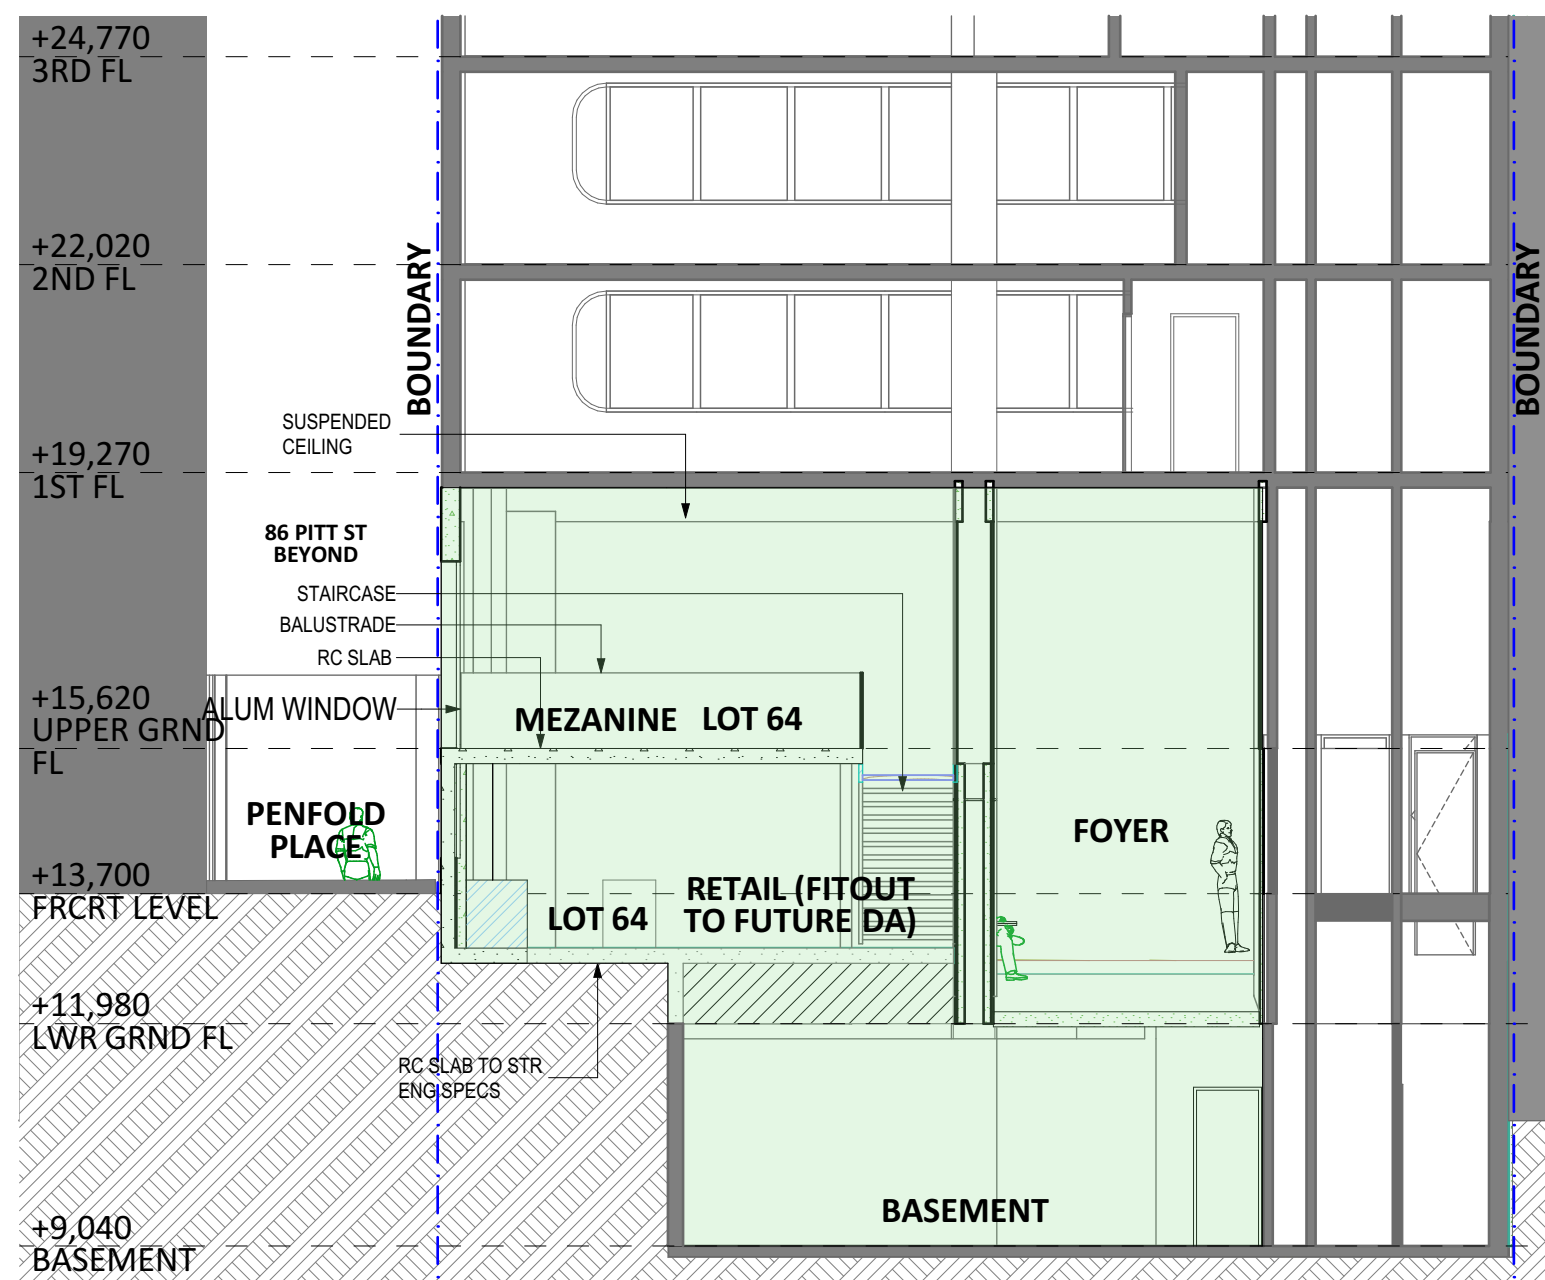 +24,770
3RD FL
+22,020
2ND FL
BOUNDARY
BOUNDARY
SUSPENDED
CEILING
+19,270
1ST FL
86 PITT ST
BEYOND
STAIRCASE
BALUSTRADE
RC SLAB
+15,620
UPPER GRND
FL
ALUM WINDOW
MEZANINE LOT 64
PENFOLD
PLACE
FOYER
+13,700
FRCRT LEVEL
LOT 64
RETAIL (FITOUT
TO FUTURE DA)
+11,980
LWR GRND FL
RC SLAB TO STR
ENG SPECS
BASEMENT
+9,040
BASEMENT